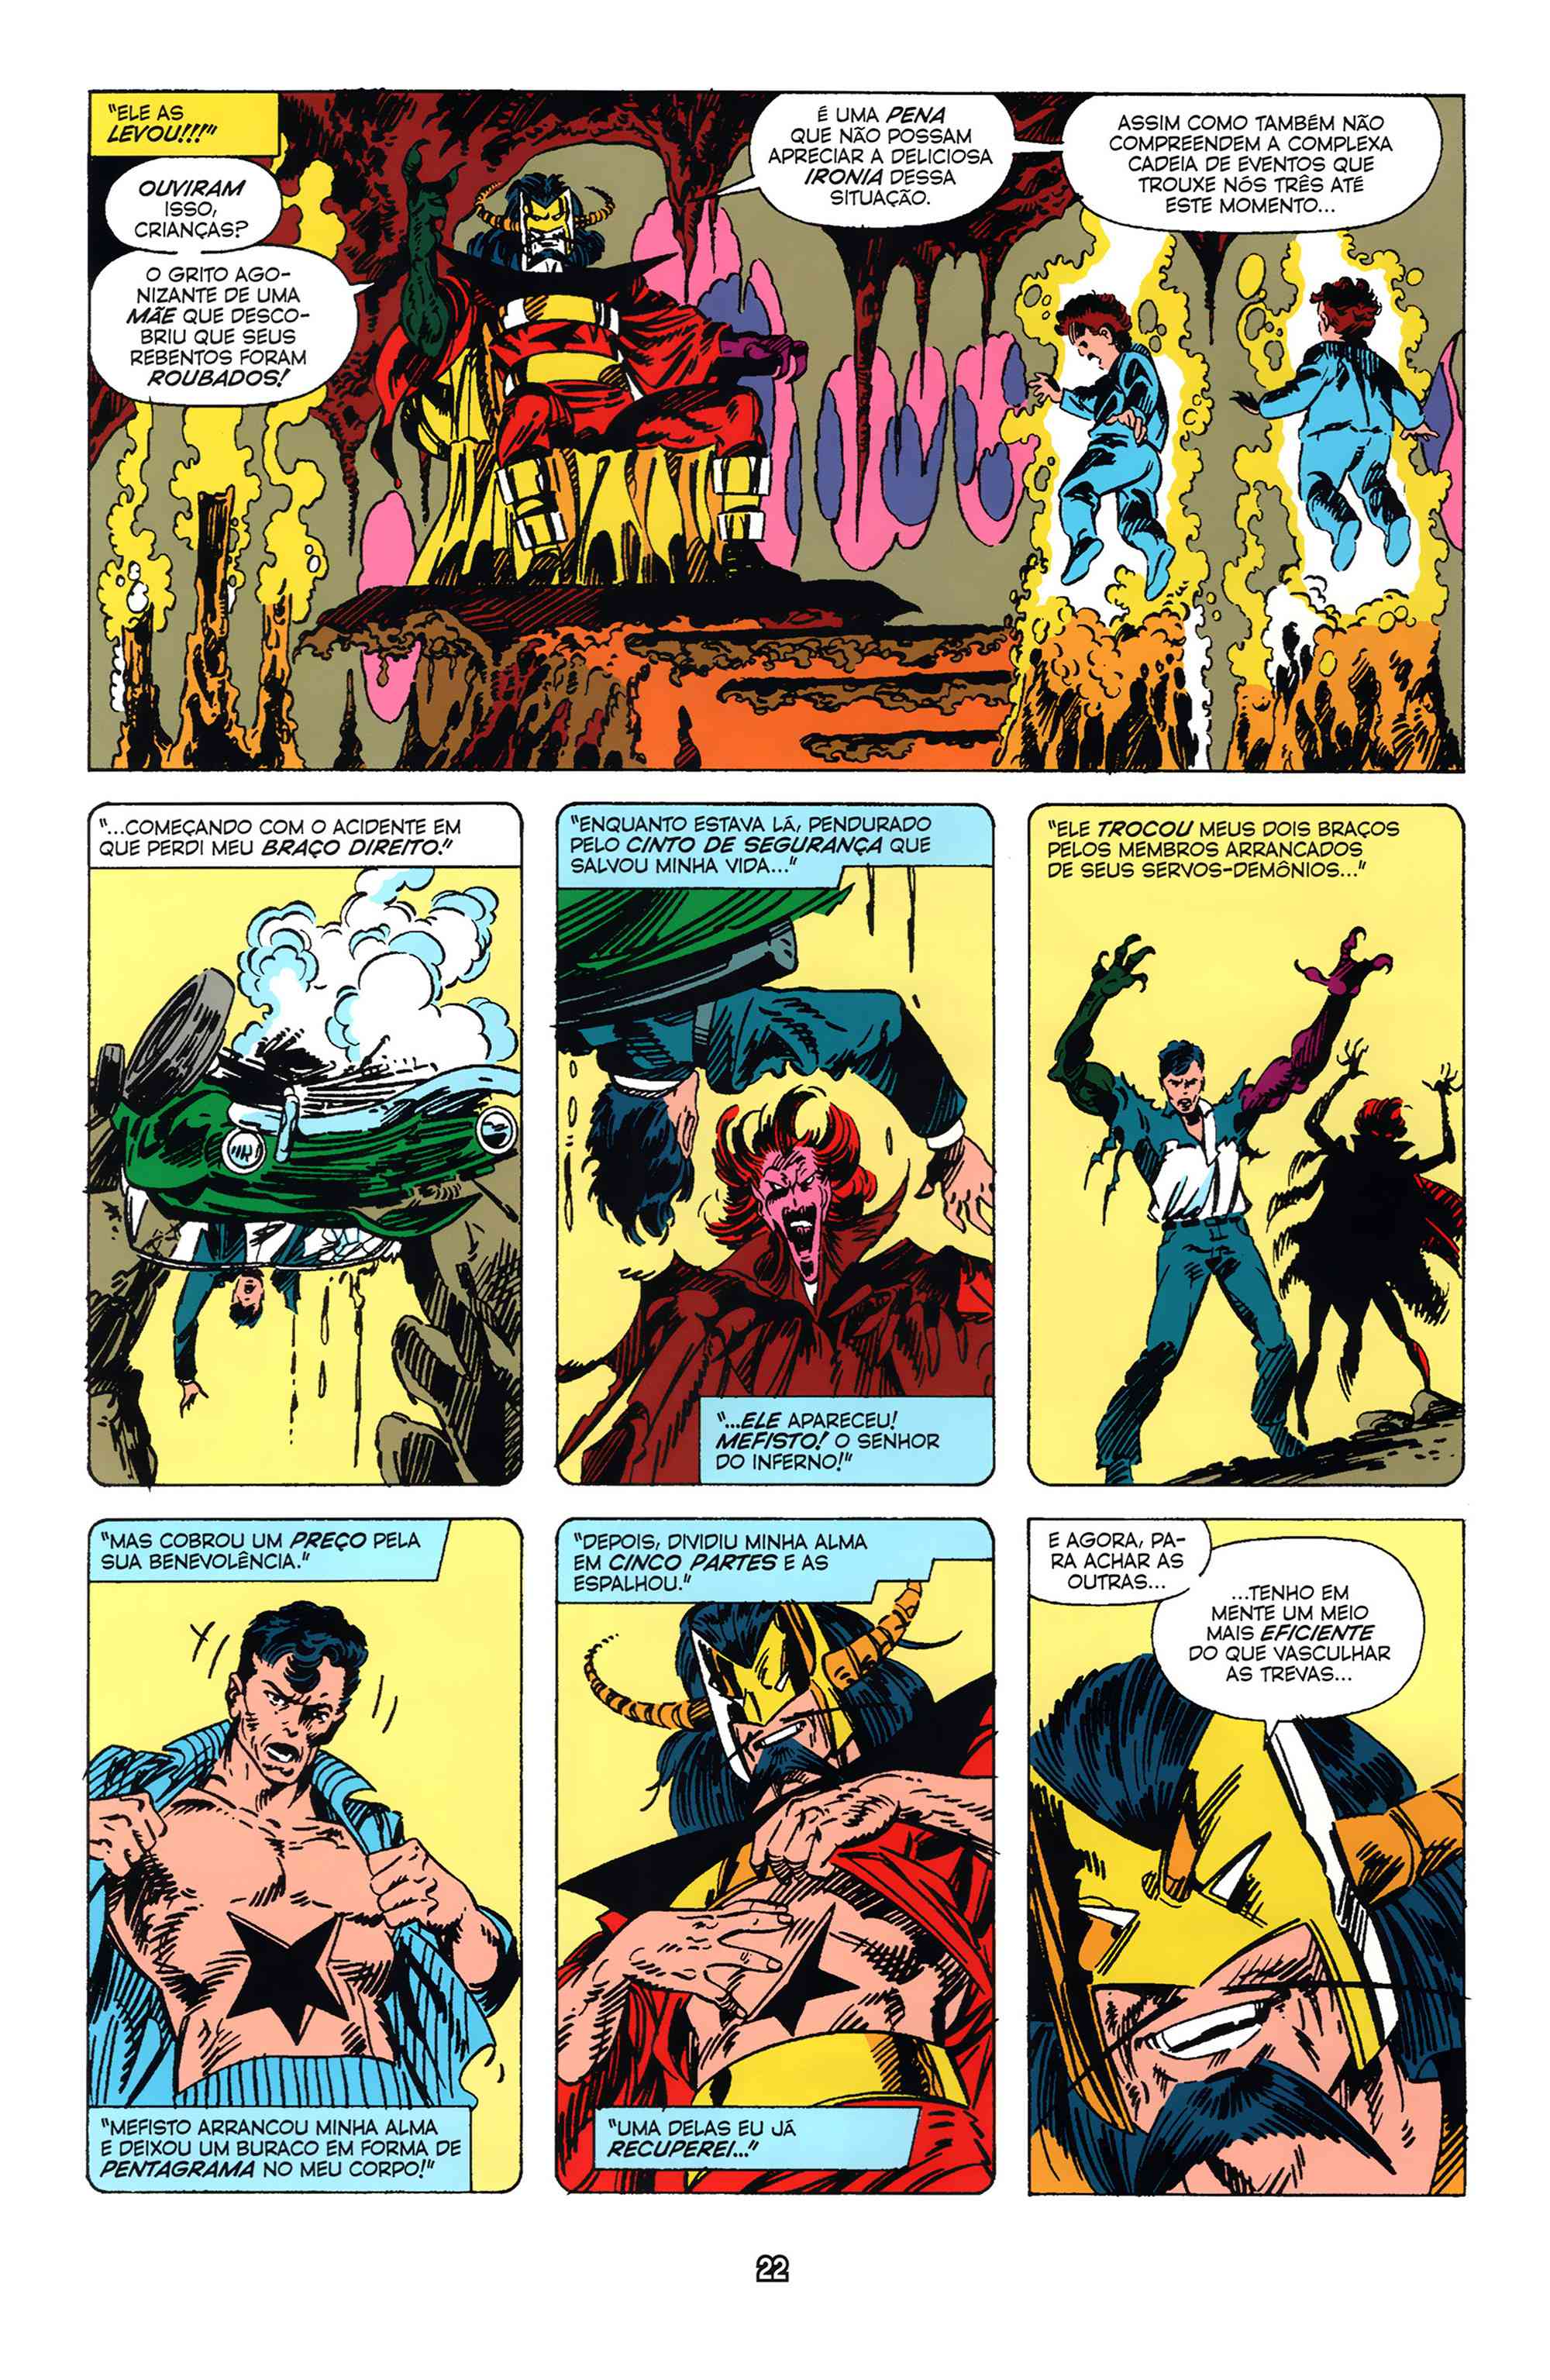 "ELE AS
LEVOU!!!"
OUVIRAM
ISSO,
CRIANÇAS?
O GRITO AGO-
NIZANTE DE UMA
MÃE QUE DESCO-
BRIU QUE SEUS
REBENTOS FORAM
ROUBADOS!
É UMA PENA
QUE NÃO POSSAM
APRECIAR A DELICIOSA
IRONIA DESSA
SITUAÇÃO.
ASSIM COMO TAMBÉM NÃO
COMPREENDEM A COMPLEXA
CADEIA DE EVENTOS QUE
TROUXE NÓS TRÊS ATÉ
ESTE MOMENTO...
"...COMEÇANDO COM O ACIDENTE EM
QUE PERDI MEU BRAÇO DIREITO."
"ENQUANTO ESTAVA LÁ, PENDURADO
PELO CINTO DE SEGURANÇA QUE
SALVOU MINHA VIDA..."
"...ELE APARECEU!
MEFISTO! O SENHOR
DO INFERNO!"
"ELE TROCOU MEUS DOIS BRAÇOS
PELOS MEMBROS ARRANCADOS
DE SEUS SERVOS-DEMÔNIOS..."
"MAS COBROU UM PREÇO PELA
SUA BENEVOLÊNCIA."
"MEFISTO ARRANCOU MINHA ALMA
E DEIXOU UM BURACO EM FORMA DE
PENTAGRAMA NO MEU CORPO!"
"DEPOIS, DIVIDIU MINHA ALMA
EM CINCO PARTES E AS
ESPALHOU."
"UMA DELAS EU JÁ
RECUPEREI..."
E AGORA, PA-
RA ACHAR AS
OUTRAS...
...TENHO EM
MENTE UM MEIO
MAIS EFICIENTE
DO QUE VASCULHAR
AS TREVAS...
22